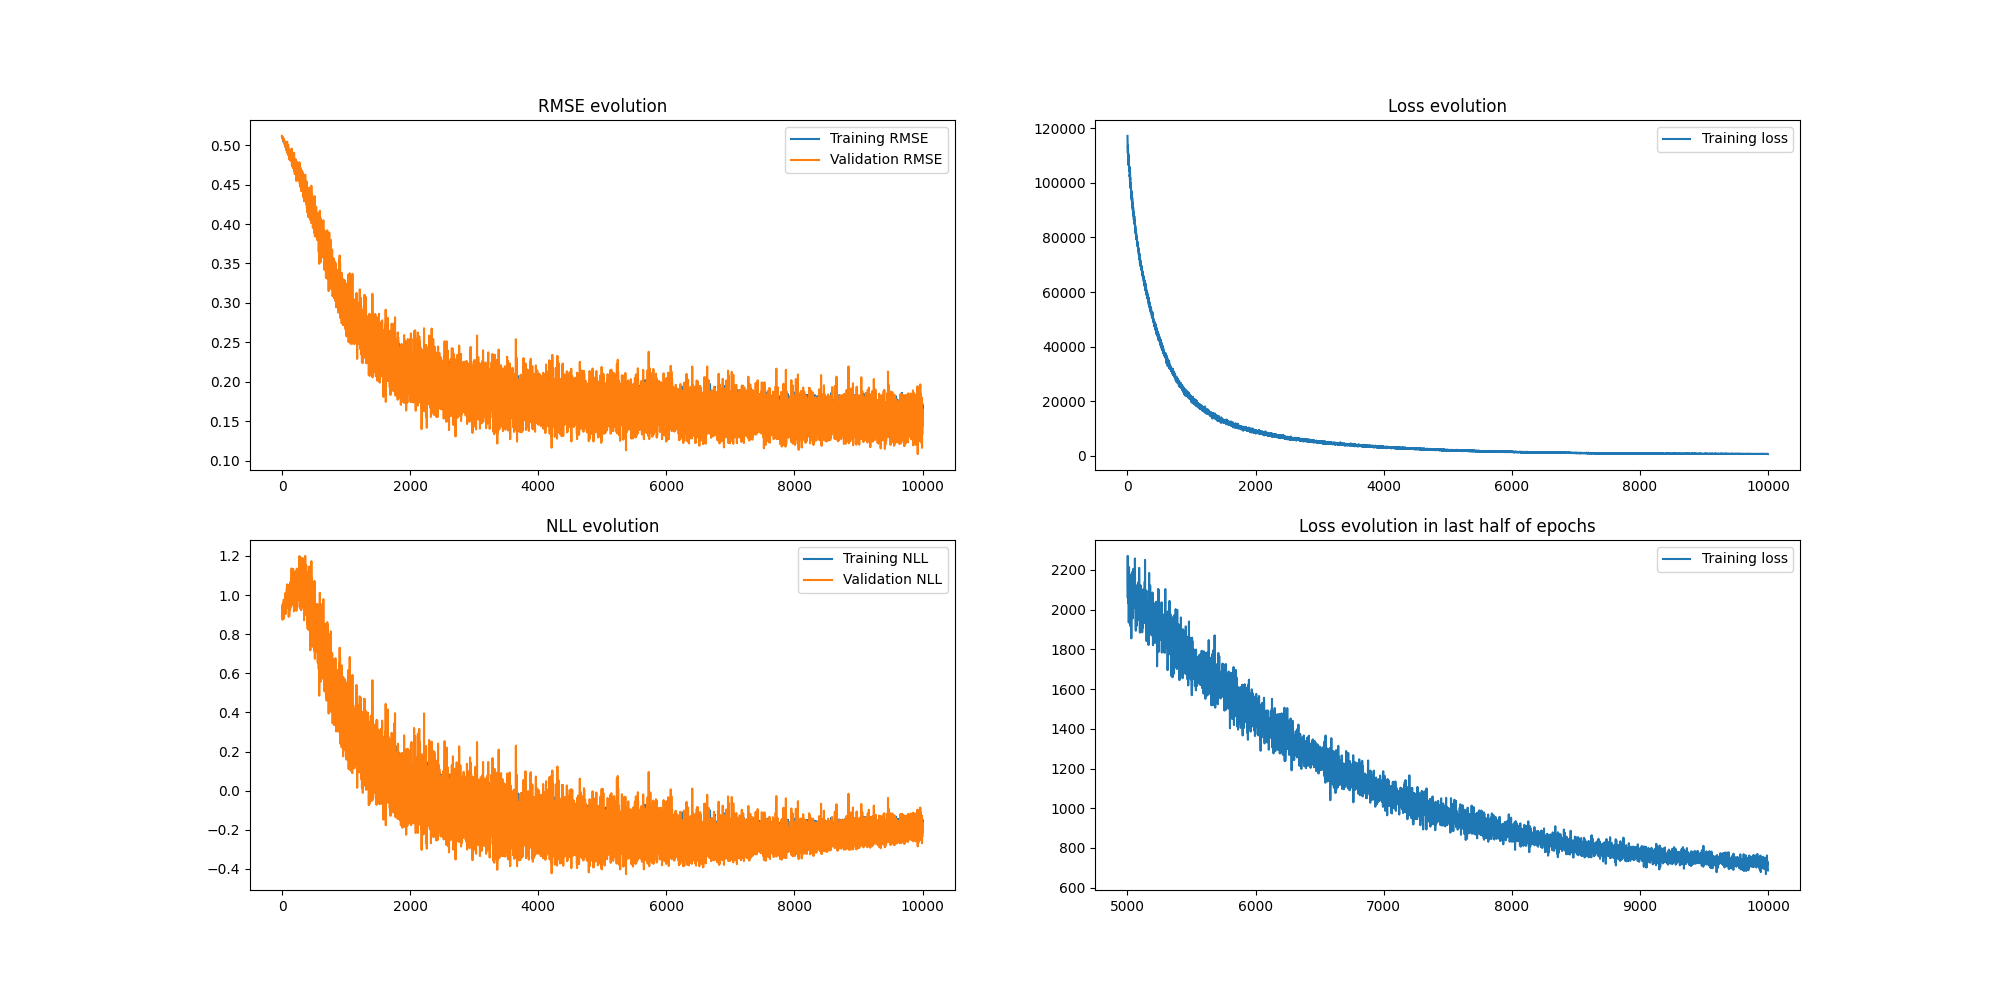 RMSE evolution
Training RMSE
Validation RMSE
0.50
0.45
0.40
0.35
0.30
0.25
0.20
0.15
0.10
0 2000 4000 6000 8000 10000
Loss evolution
Training loss
120000
100000
80000
60000
40000
20000
0
0 2000 4000 6000 8000 10000
NLL evolution
Training NLL
Validation NLL
1.2
1.0
0.8
0.6
0.4
0.2
0.0
−0.2
−0.4
0 2000 4000 6000 8000 10000
Loss evolution in last half of epochs
Training loss
2200
2000
1800
1600
1400
1200
1000
800
600
5000 6000 7000 8000 9000 10000